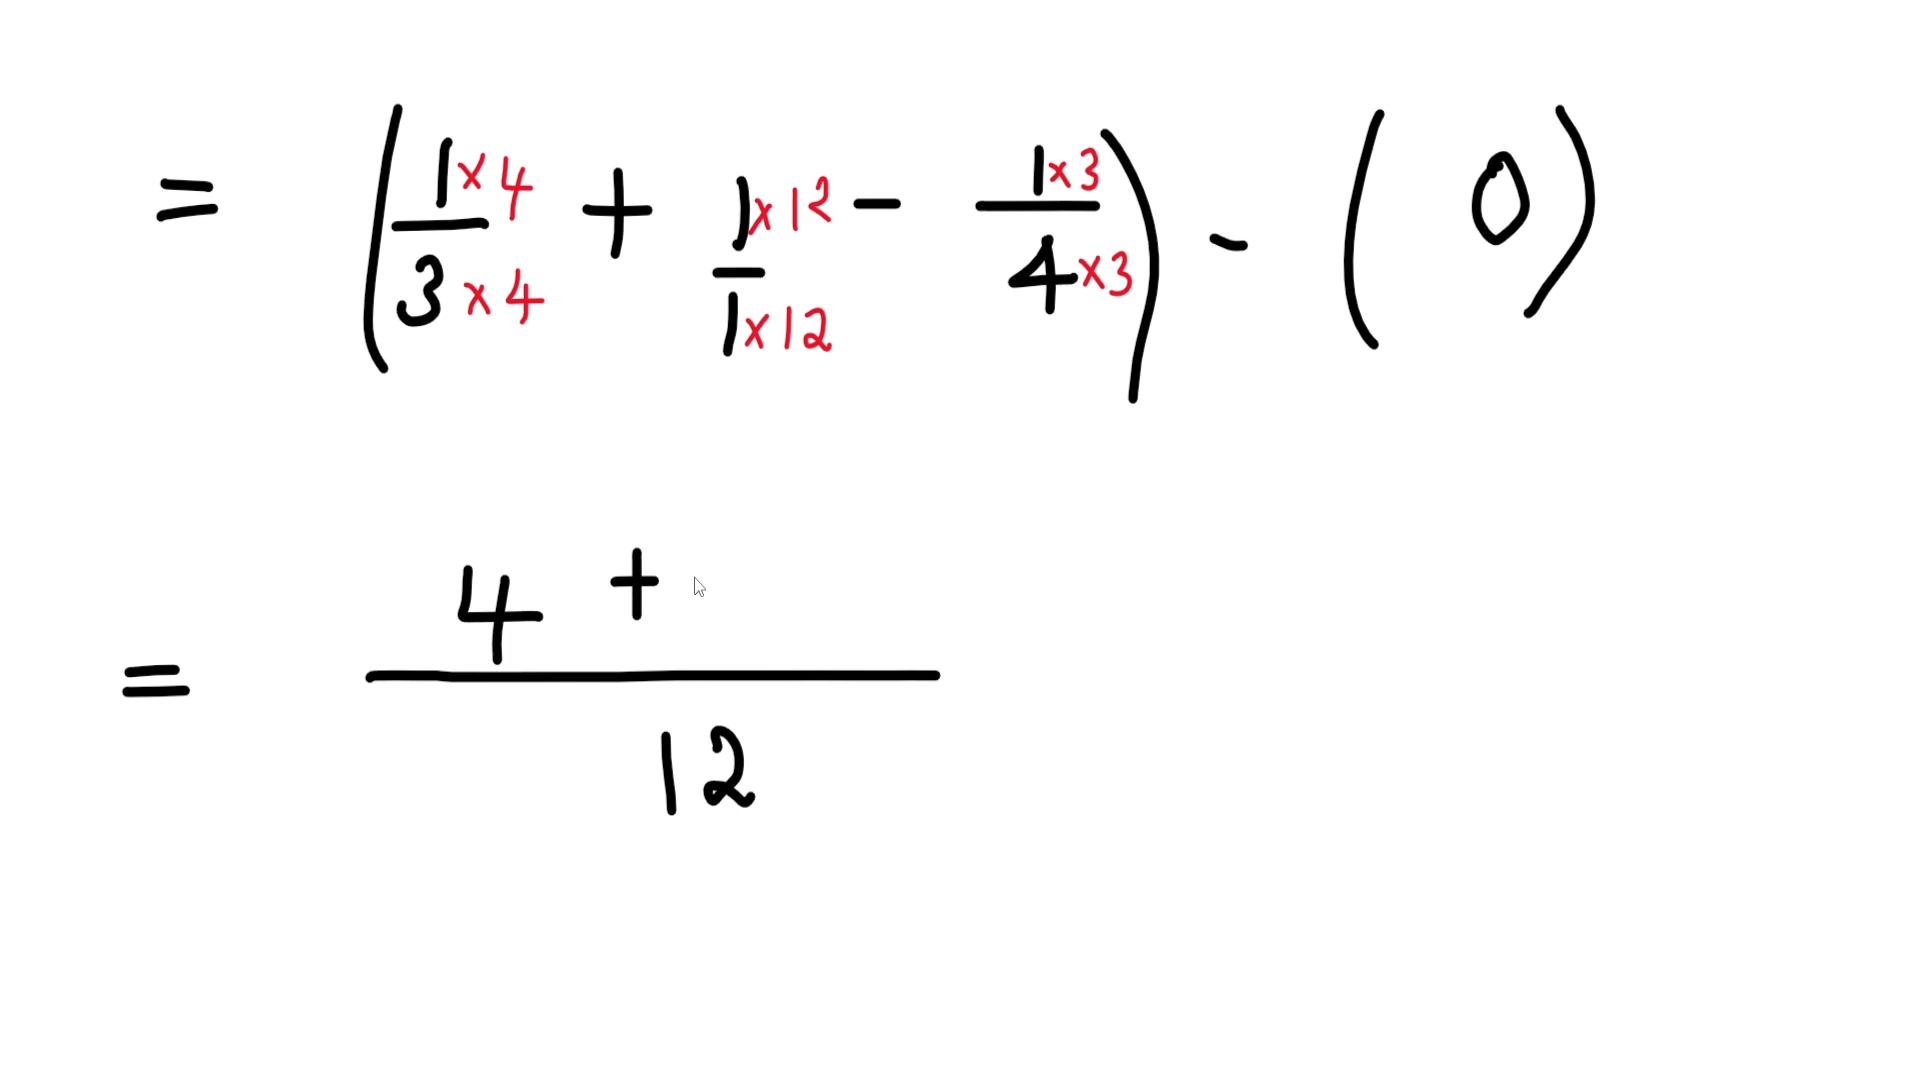 = ( 1×4 / 3×4 + 1×12 / 1×12 - 1×3 / 4×3 ) - ( 0 )
= 4 + / 12